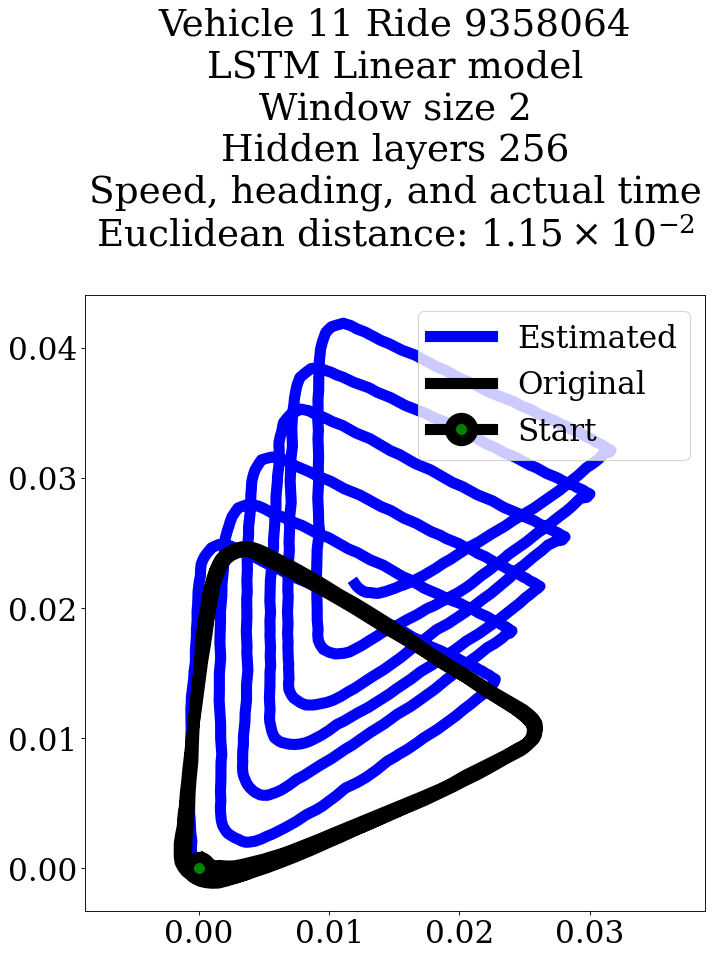 Vehicle 11 Ride 9358064
LSTM Linear model
Window size 2
Hidden layers 256
Speed, heading, and actual time
Euclidean distance: 1.15 × 10⁻²
Estimated
Original
Start
0.04
0.03
0.02
0.01
0.00
0.00 0.01 0.02 0.03